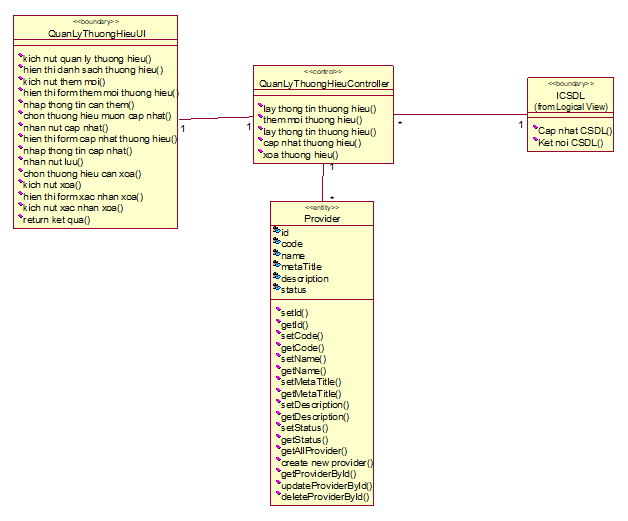 <<boundary>>
QuanLyThuongHieuUI
kich nut quan ly thuong hieu()
hien thi danh sach thuong hieu()
kich nut them moi()
hien thi form them moi thuong hieu()
nhap thong tin can them()
chon thuong hieu muon cap nhat()
nhan nut cap nhat()
hien thi form cap nhat thuong hieu()
nhap thong tin cap nhat()
nhan nut luu()
chon thuong hieu can xoa()
kich nut xoa()
hien thi form xac nhan xoa()
kich nut xac nhan xoa()
return ket qua()
1
1
<<control>>
QuanLyThuongHieuController
lay thong tin thuong hieu()
them moi thuong hieu()
lay thong tin thuong hieu()
cap nhat thuong hieu()
xoa thuong hieu()
*
1
<<boundary>>
ICSDL
(from Logical View)
Cap nhat CSDL()
Ket noi CSDL()
1
*
<<entity>>
Provider
id
code
name
metaTitle
description
status
setId()
getId()
setCode()
getCode()
setName()
getName()
setMetaTitle()
getMetaTitle()
setDescription()
getDescription()
setStatus()
getStatus()
getAllProvider()
create new provider()
getProviderById()
updateProviderById()
deleteProviderById()